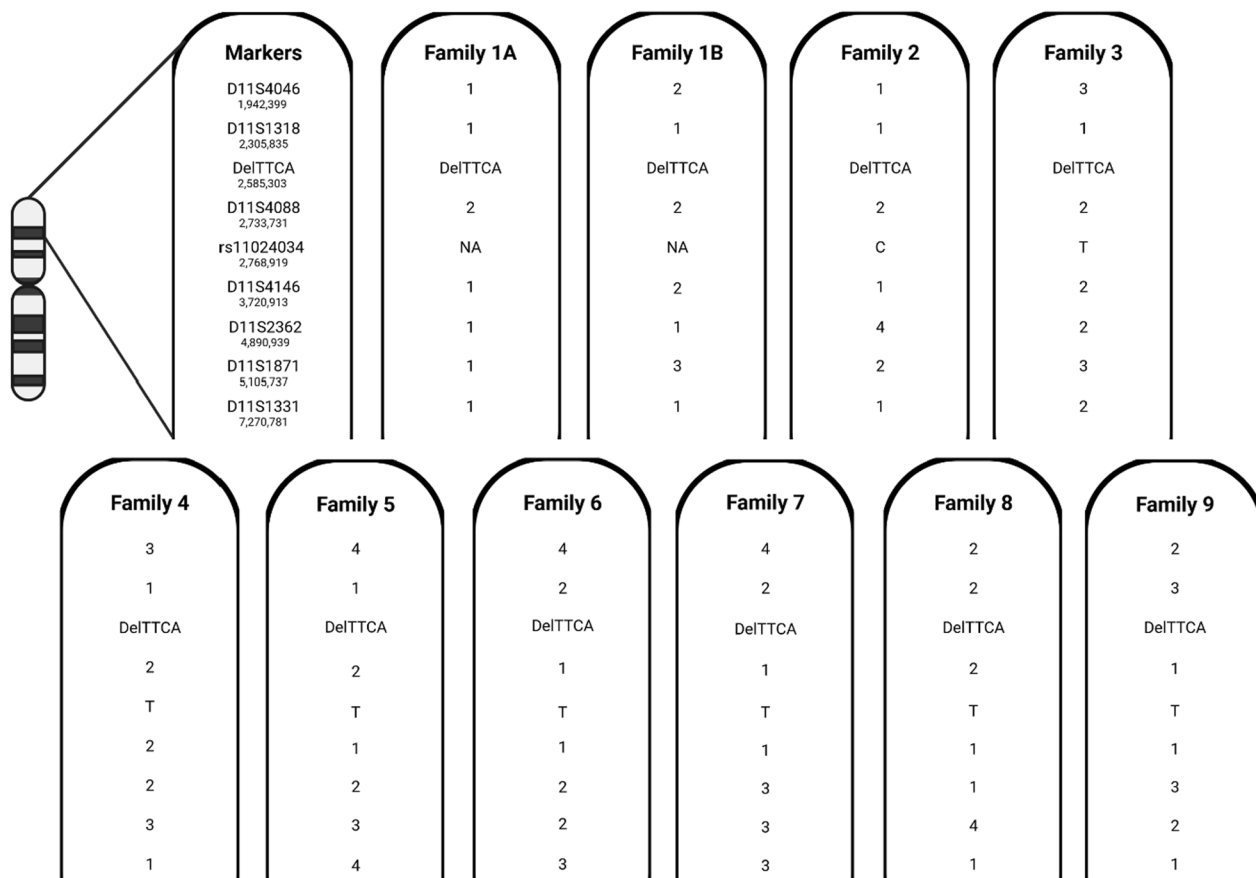 Markers Family 1A Family 1B Family 2 Family 3
D11S4046 1 2 1 3
1,942,399
D11S1318 1 1 1 1
2,305,835
DelTTCA DelTTCA DelTTCA DelTTCA DelTTCA
2,585,303
D11S4088 2 2 2 2
2,733,731
rs11024034 NA NA C T
2,768,919
D11S4146 1 2 1 2
3,720,913
D11S2362 1 1 4 2
4,890,939
D11S1871 1 3 2 3
5,105,737
D11S1331 1 1 1 2
7,270,781
Family 4 Family 5 Family 6 Family 7 Family 8 Family 9
3 4 4 4 2 2
1 1 2 2 2 3
DelTTCA DelTTCA DelTTCA DelTTCA DelTTCA DelTTCA
2 2 1 1 2 1
T T T T T T
2 1 1 1 1 1
2 2 2 3 1 3
3 3 2 3 4 2
1 4 3 3 1 1